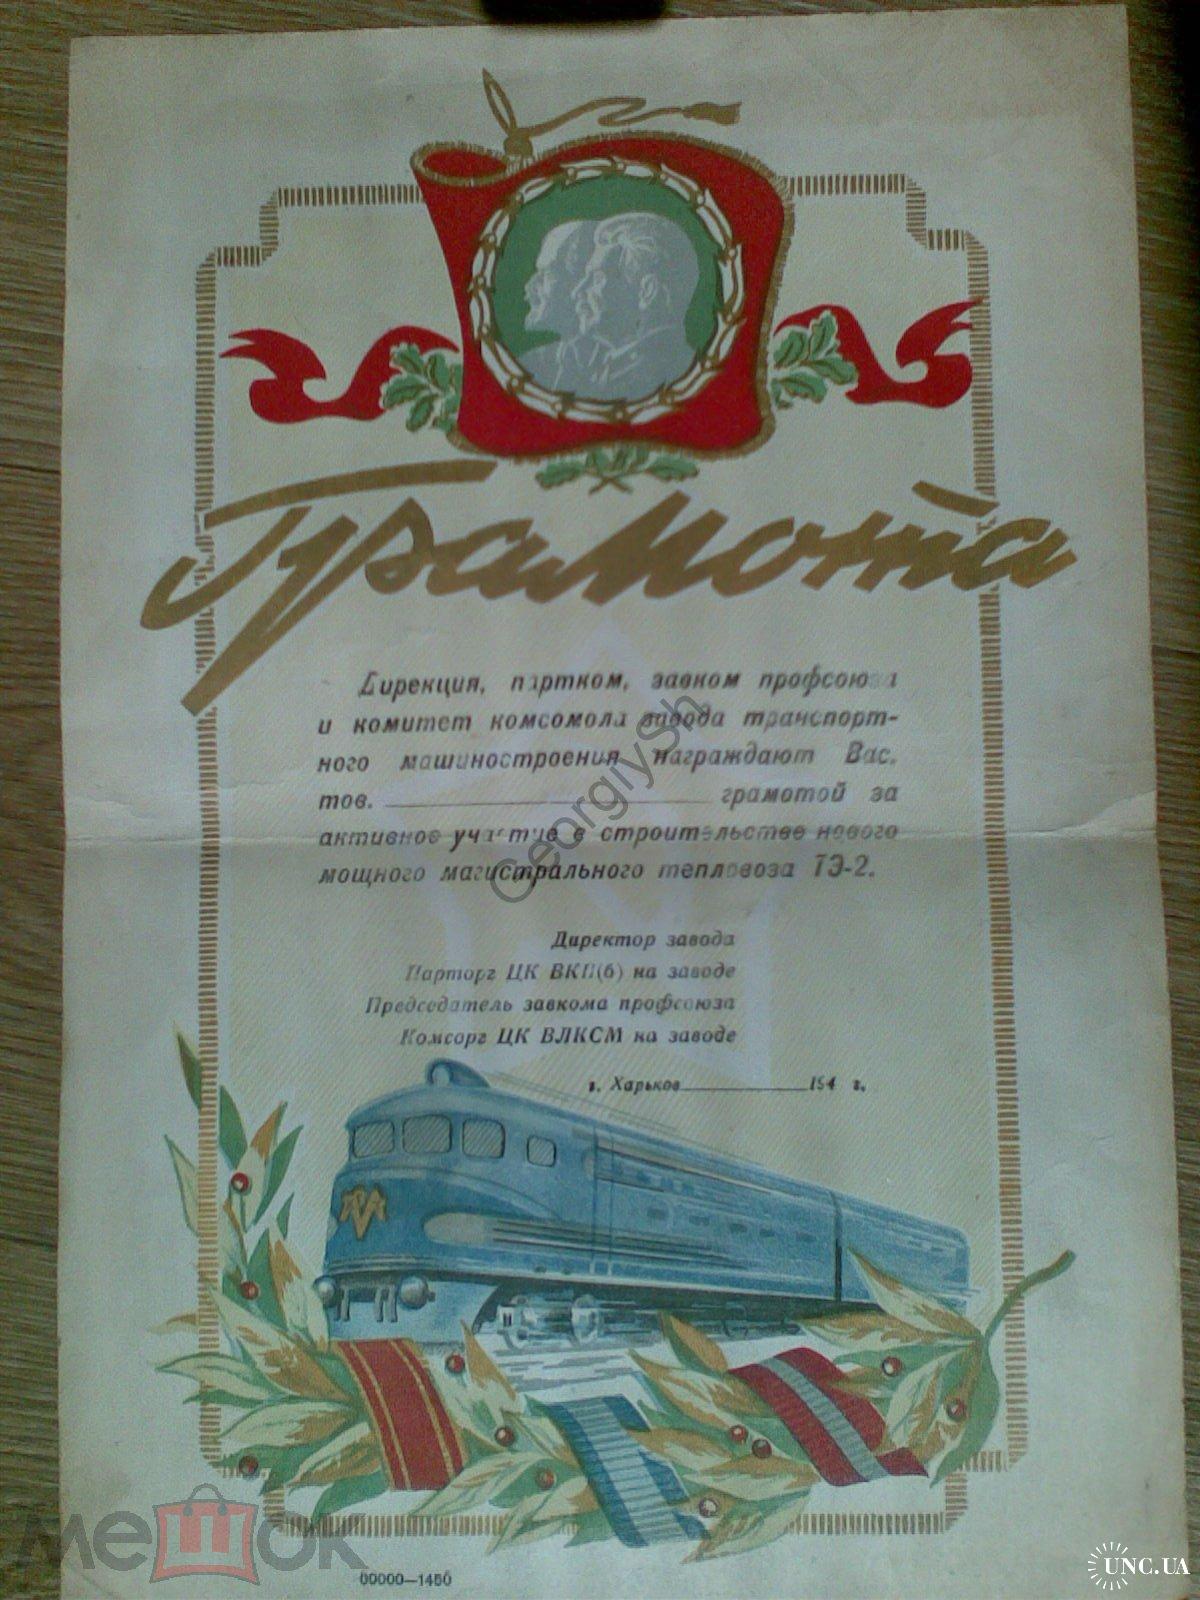 Грамота
Дирекция, партком, завком профсоюза
и комитет комсомола завода транспорт-
ного машиностроения награждают Вас,
тов. ____________ грамотой за
активное участие в строительстве нового
мощного магистрального тепловоза ТЭ-2.
Директор завода
Парторг ЦК ВКП(б) на заводе
Председатель завкома профсоюза
Комсорг ЦК ВЛКСМ на заводе
г. Харьков____________194 г.
GeorgiySh
мешок
00000—1450
UNC.UA